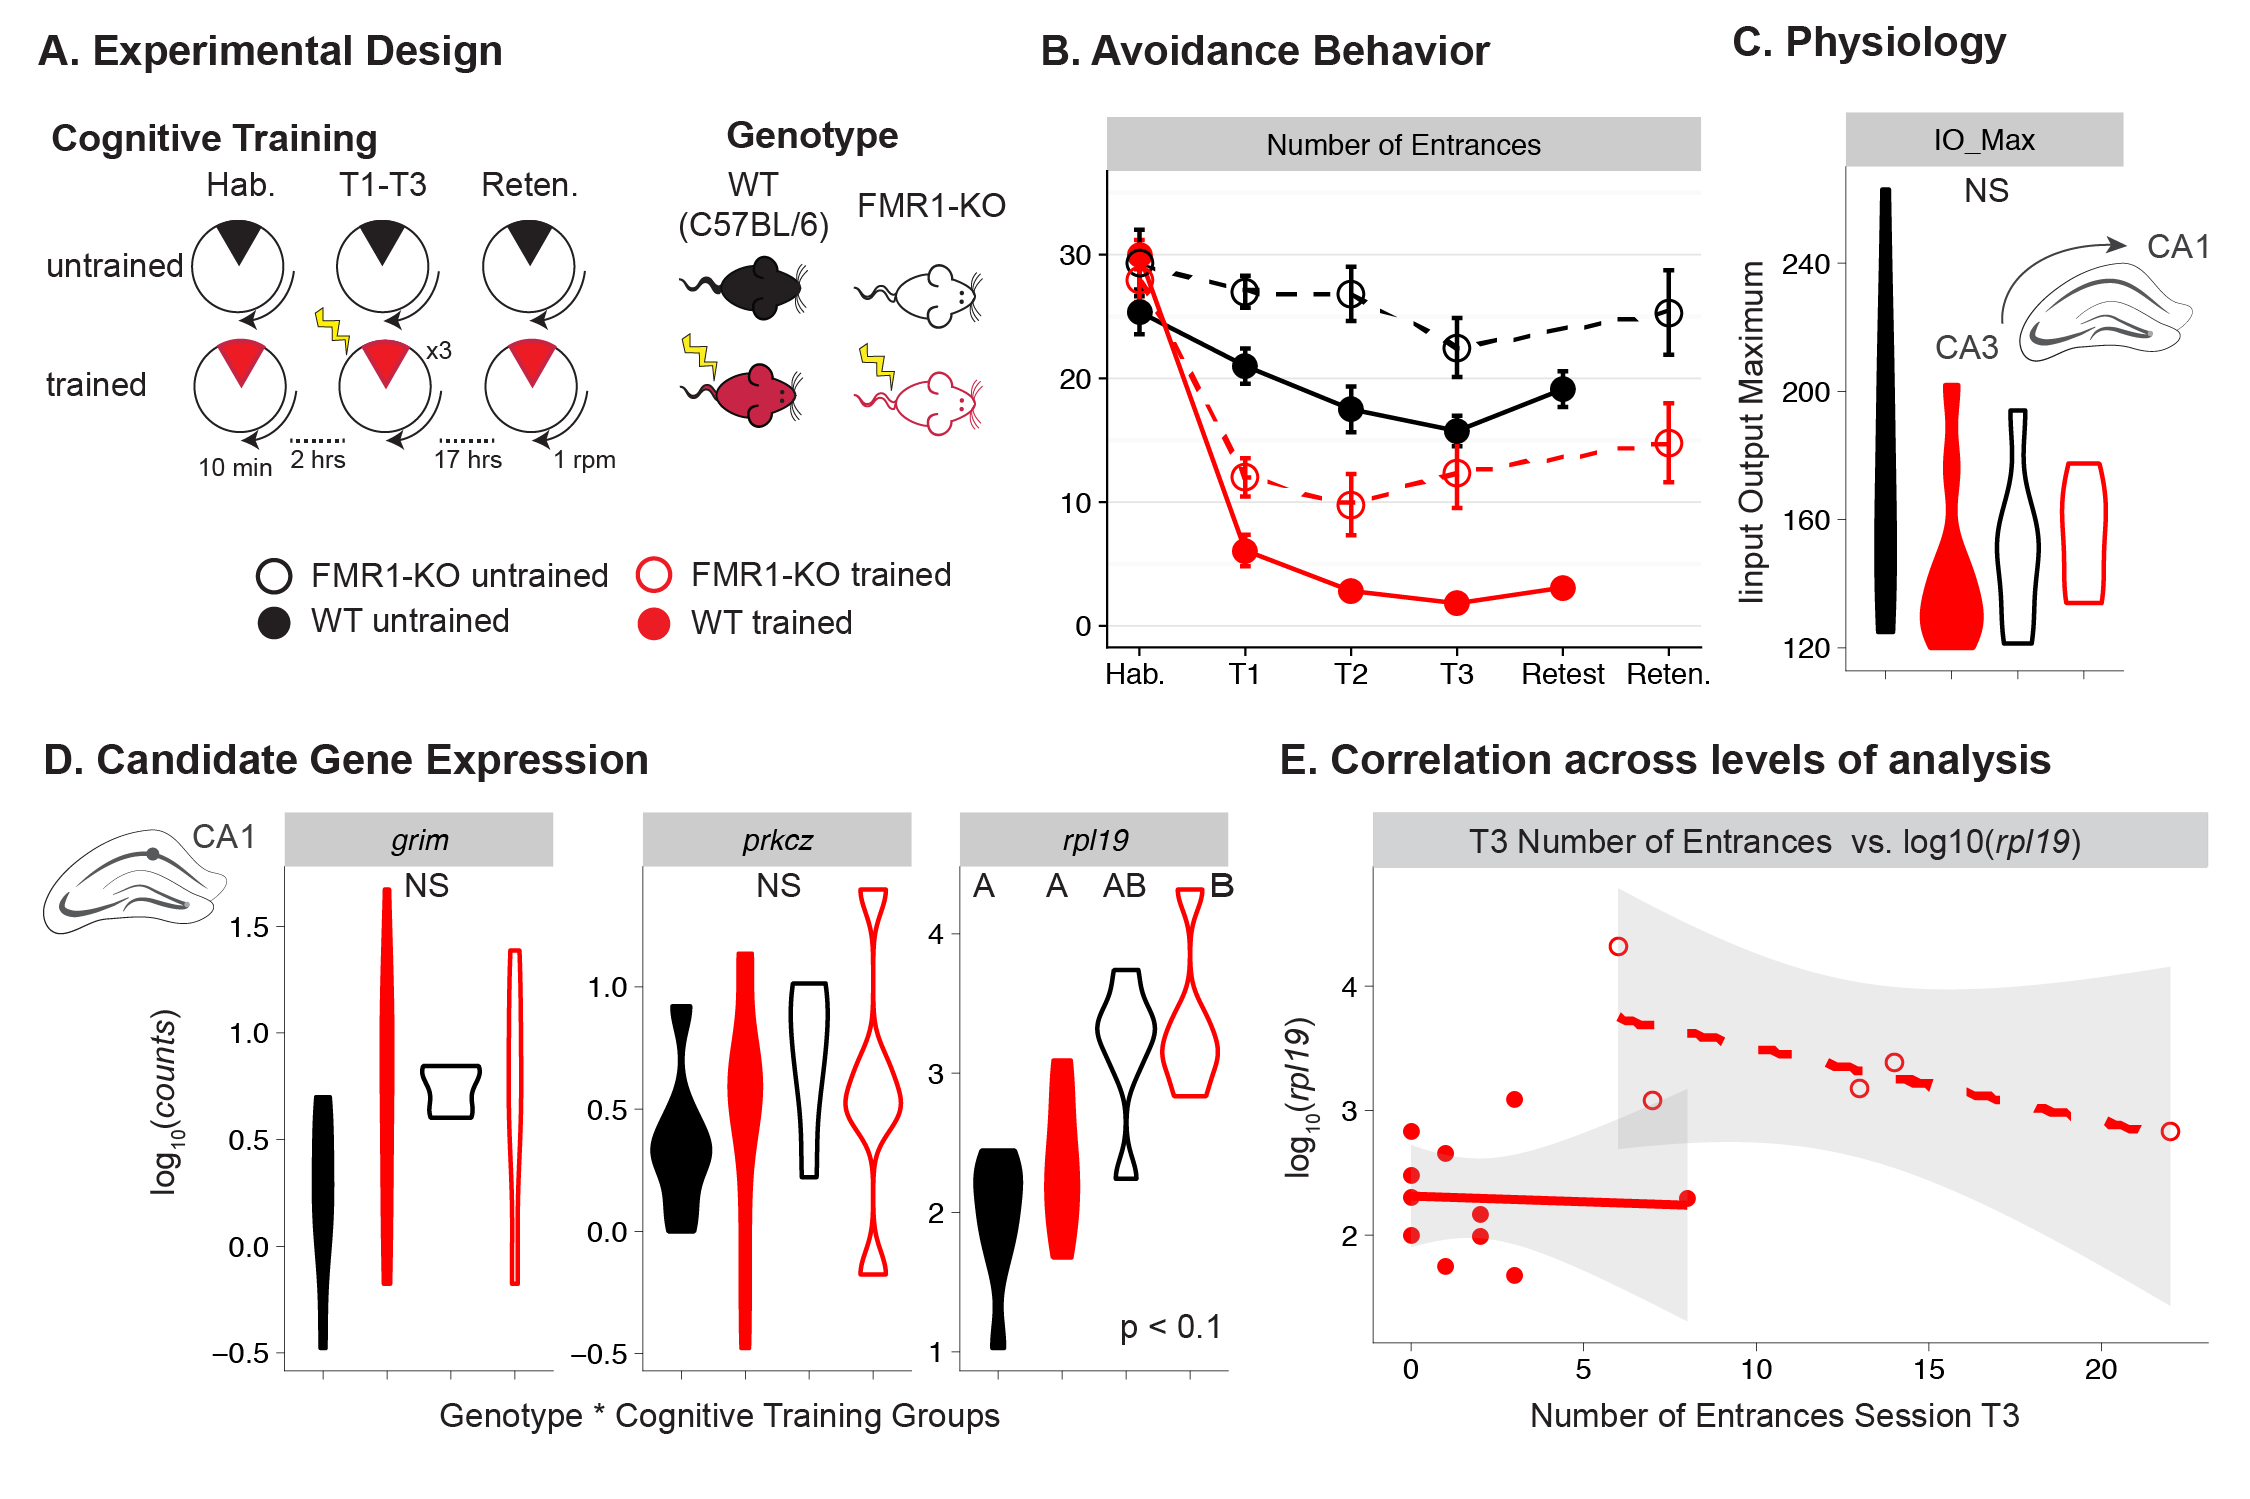 A. Experimental Design
Cognitive Training
Hab.
T1-T3
Reten.
untrained
trained
x3
10 min
2 hrs
17 hrs
1 rpm
Genotype
WT
(C57BL/6)
FMR1-KO
FMR1-KO untrained
FMR1-KO trained
WT untrained
WT trained
B. Avoidance Behavior
Number of Entrances
30
20
10
0
Hab.
T1
T2
T3
Retest
Reten.
C. Physiology
IO_Max
NS
CA1
CA3
Iinput Output Maximum
240
200
160
120
D. Candidate Gene Expression
CA1
grim
NS
log10(counts)
1.5
1.0
0.5
0.0
−0.5
prkcz
NS
1.0
0.5
0.0
−0.5
rpl19
A
A
AB
B
4
3
2
1
p < 0.1
Genotype * Cognitive Training Groups
E. Correlation across levels of analysis
T3 Number of Entrances vs. log10(rpl19)
log10(rpl19)
4
3
2
0
5
10
15
20
Number of Entrances Session T3